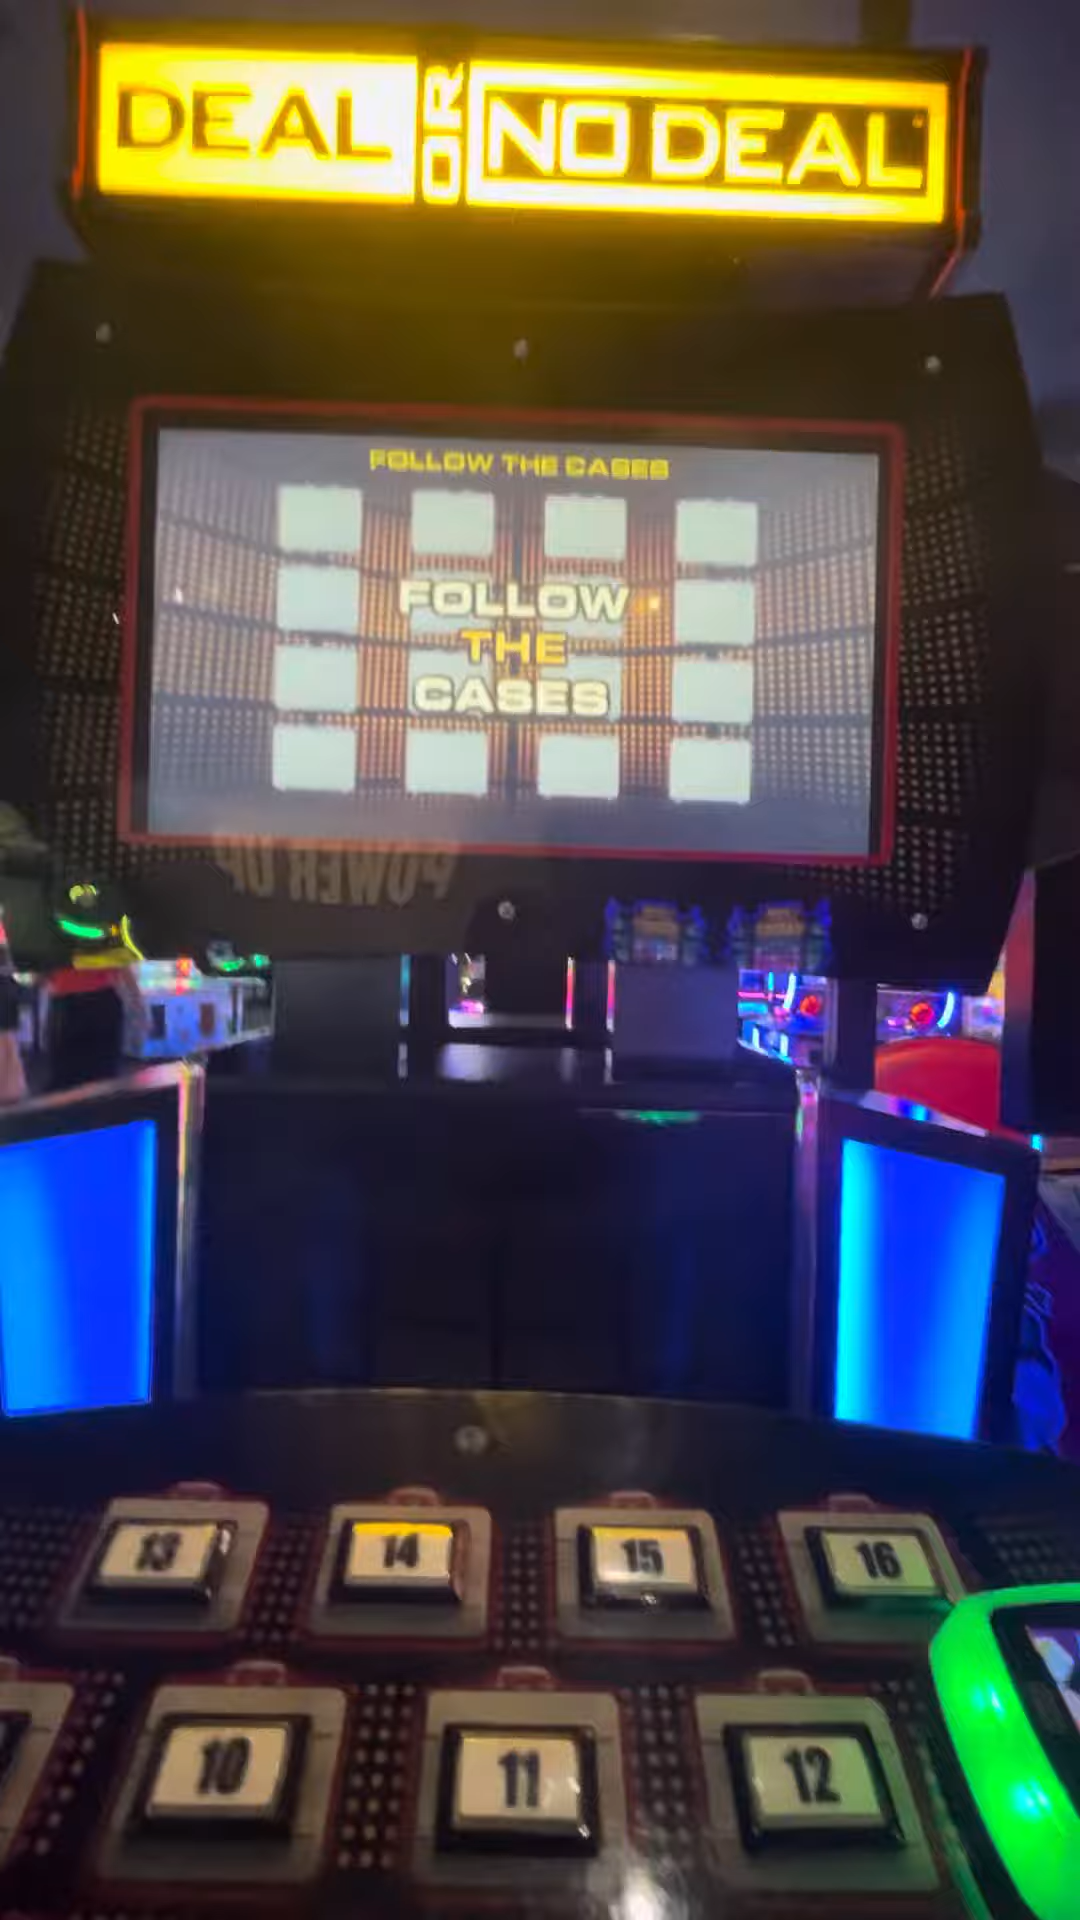 DEAL OR NO DEAL
FOLLOW THE CASES
FOLLOW
THE
CASES
POWER UP
13 14 15 16
10 11 12